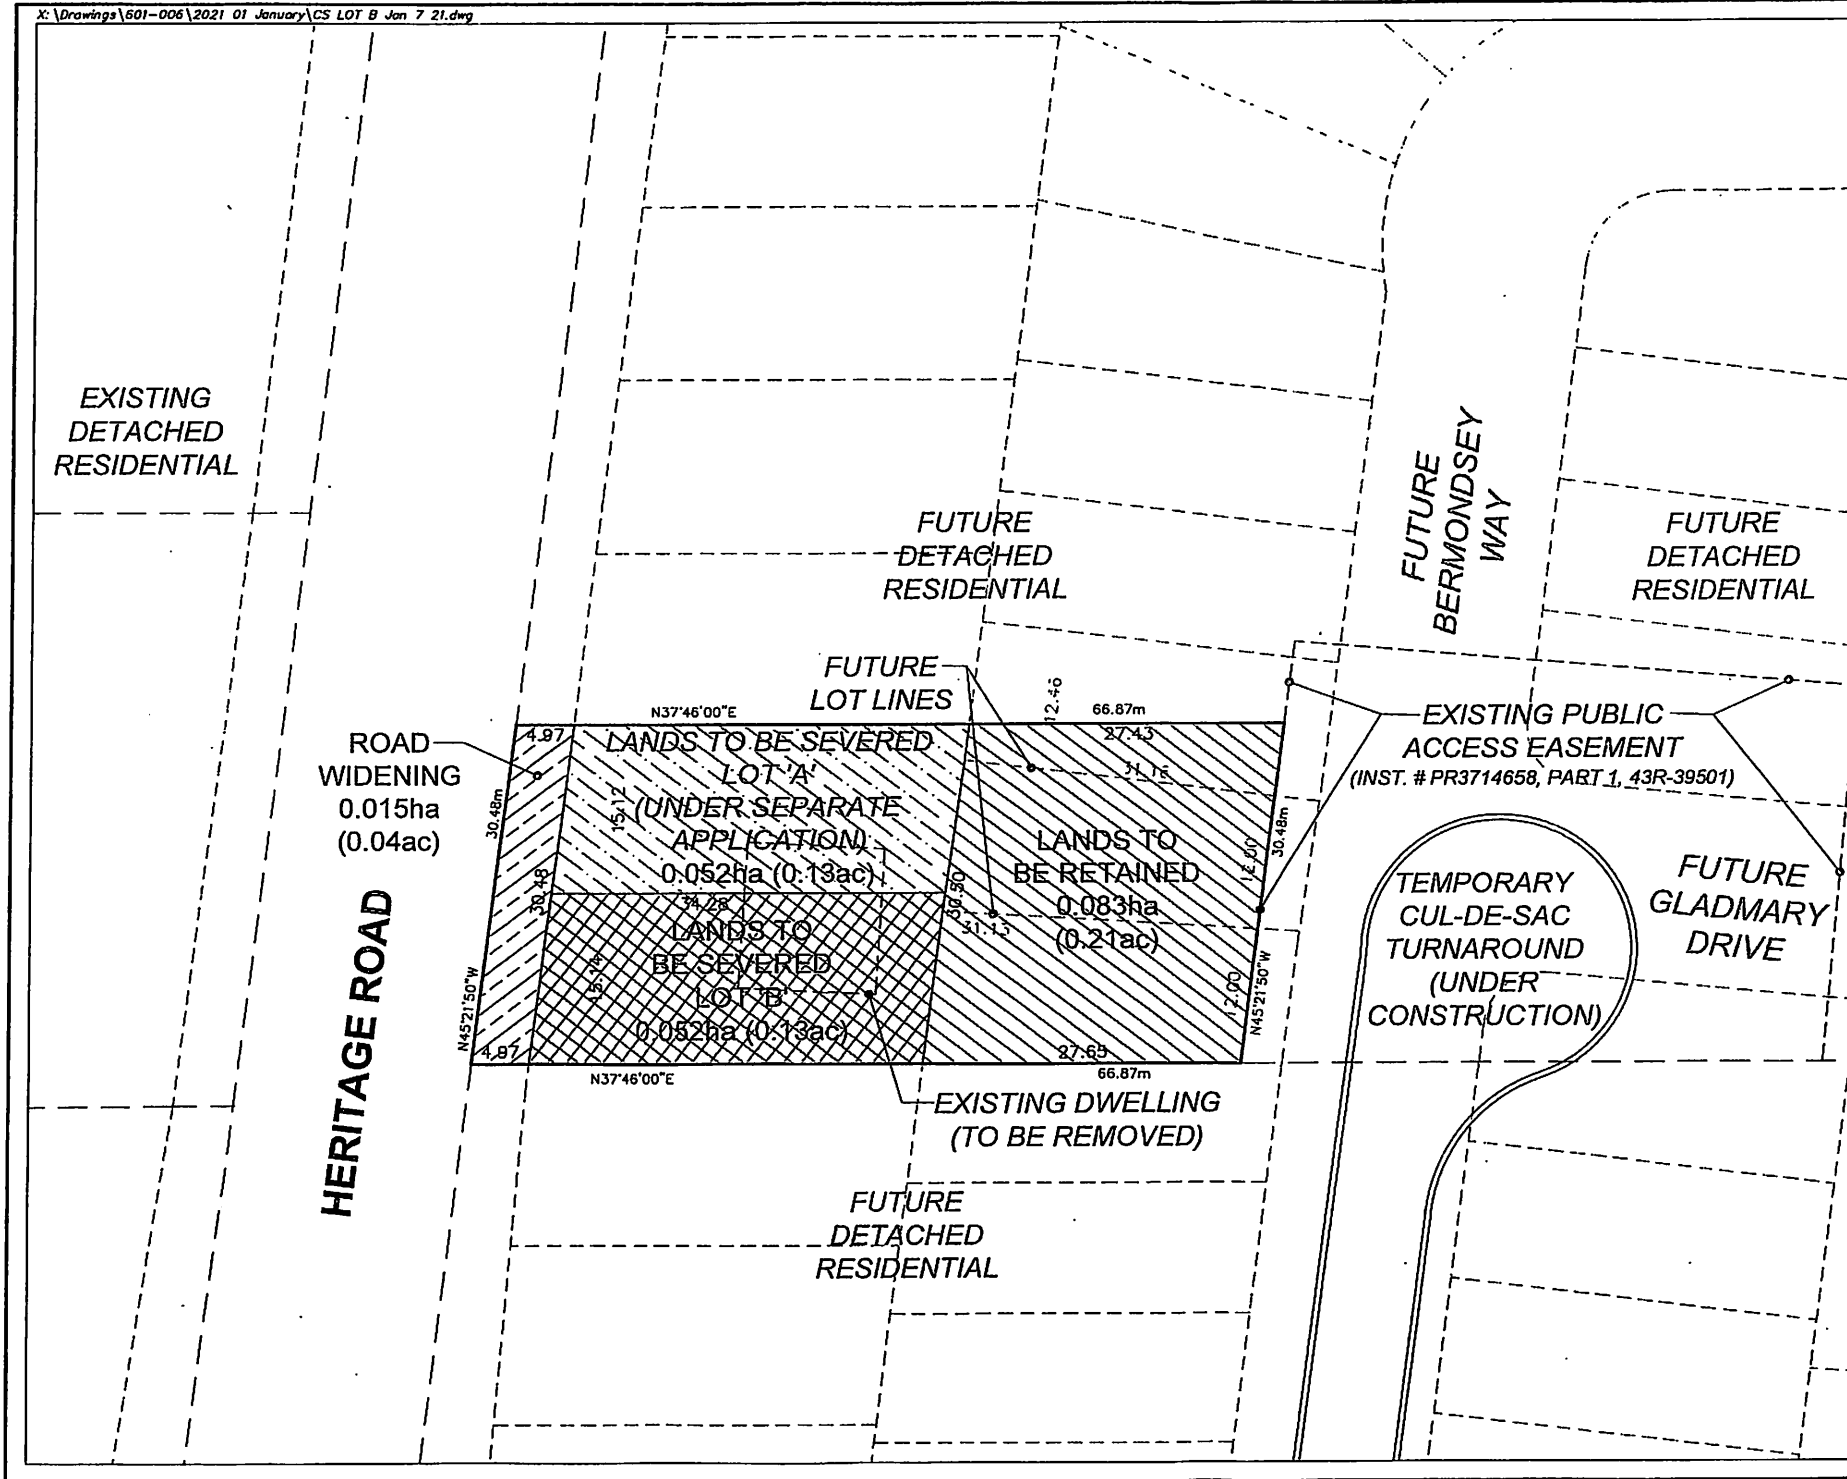 X:\Drawings\601-006\2021 01 January\CS LOT B Jan 7 21.dwg
EXISTING
DETACHED
RESIDENTIAL
FUTURE
DETACHED
RESIDENTIAL
FUTURE
BERMONDSEY
WAY
FUTURE
DETACHED
RESIDENTIAL
FUTURE
LOT LINES
12.46
N37°46'00"E
66.87m
ROAD
WIDENING
0.015ha
(0.04ac)
4.97
30.48m
30.48
N45°21'50"W
4.97
LANDS TO BE SEVERED
LOT 'A'
(UNDER SEPARATE
APPLICATION)
0.052ha (0.13ac)
15.12
34.28
LANDS TO
BE SEVERED
LOT 'B'
0.052ha (0.13ac)
15.14
27.43
31.16
LANDS TO
BE RETAINED
0.083ha
(0.21ac)
30.50
31.13
12.00
12.00
27.65
30.48m
N45°21'50"W
N37°46'00"E
66.87m
EXISTING PUBLIC
ACCESS EASEMENT
(INST. # PR3714658, PART 1, 43R-39501)
TEMPORARY
CUL-DE-SAC
TURNAROUND
(UNDER
CONSTRUCTION)
FUTURE
GLADMARY
DRIVE
HERITAGE ROAD
EXISTING DWELLING
(TO BE REMOVED)
FUTURE
DETACHED
RESIDENTIAL